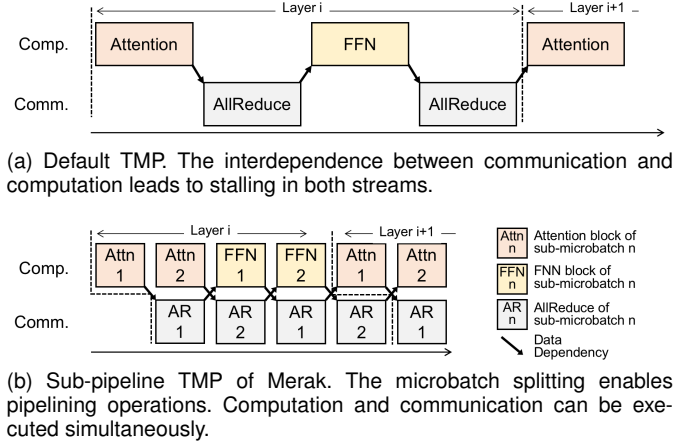 Layer i
Layer i+1
Comp.
Attention
FFN
Attention
Comm.
AllReduce
AllReduce
(a) Default TMP. The interdependence between communication and
computation leads to stalling in both streams.
Layer i
Layer i+1
Comp.
Attn 1
Attn 2
FFN 1
FFN 2
Attn 1
Attn 2
Comm.
AR 1
AR 2
AR 1
AR 2
AR 1
Attn n
Attention block of
sub-microbatch n
FFN n
FNN block of
sub-microbatch n
AR n
AllReduce of
sub-microbatch n
Data
Dependency
(b) Sub-pipeline TMP of Merak. The microbatch splitting enables
pipelining operations. Computation and communication can be exe-
cuted simultaneously.